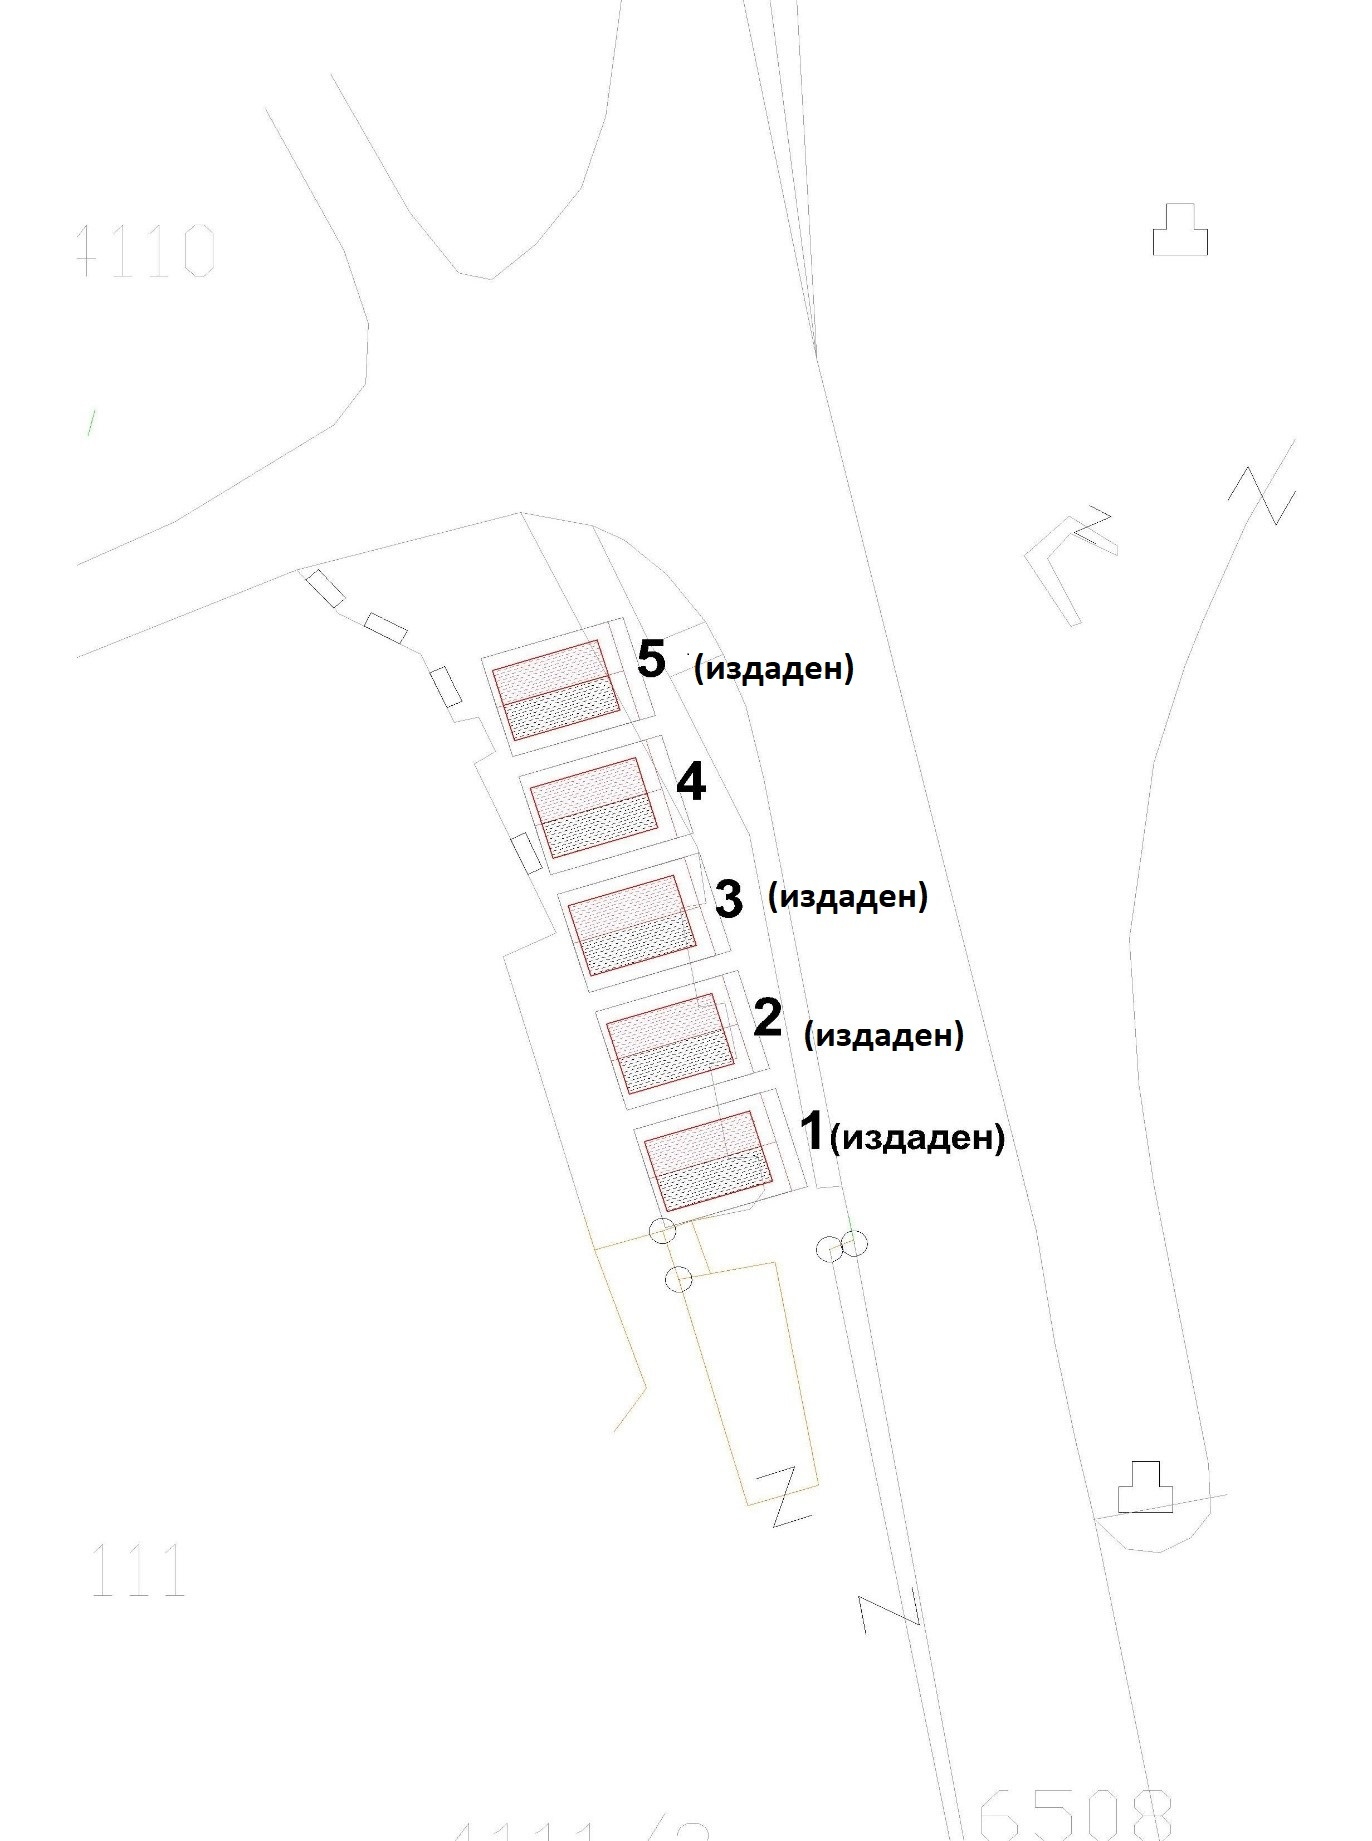 4110
5 (издаден)
4
3 (издаден)
2 (издаден)
1(издаден)
111
6508